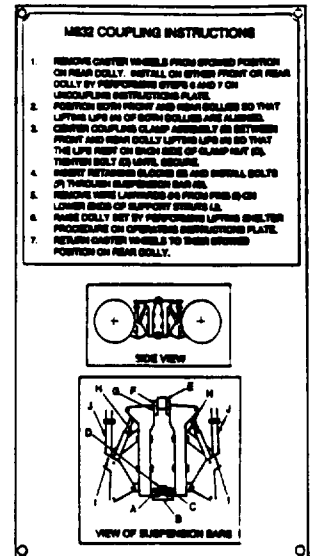 M832 COUPLING INSTRUCTIONS
1. REMOVE CASTER WHEELS FROM STOWED POSITION
ON REAR DOLLY. INSTALL ON EITHER FRONT OR REAR
DOLLY BY PERFORMING STEPS 6 AND 7 ON
UNCOUPLING INSTRUCTIONS PLATE.
2. POSITION BOTH FRONT AND REAR DOLLIES SO THAT
LIFTING LIPS (A) OF BOTH DOLLIES ARE ALIGNED.
3. CENTER COUPLING CLAMP ASSEMBLY (B) BETWEEN
FRONT AND REAR DOLLY LIFTING LIPS (A) SO THAT
THE LIPS REST ON EACH SIDE OF CLAMP NUT (C).
TIGHTEN BOLT (D) UNTIL SECURE.
4. INSERT RETAINING BLOCKS (E) AND INSTALL BOLTS
(F) THROUGH SUSPENSION BAR (G).
5. REMOVE WIRE LANYARDS (H) FROM PINS (I) ON
LOWER ENDS OF SUPPORT STRUTS (J).
6. RAISE DOLLY SET BY PERFORMING LIFTING SHELTER
PROCEDURE ON OPERATING INSTRUCTIONS PLATE.
7. RETURN CASTER WHEELS TO THEIR STOWED
POSITION ON REAR DOLLY.
SIDE VIEW
F E
H G H
J J
D
I I
A C
B
VIEW OF SUSPENSION BARS